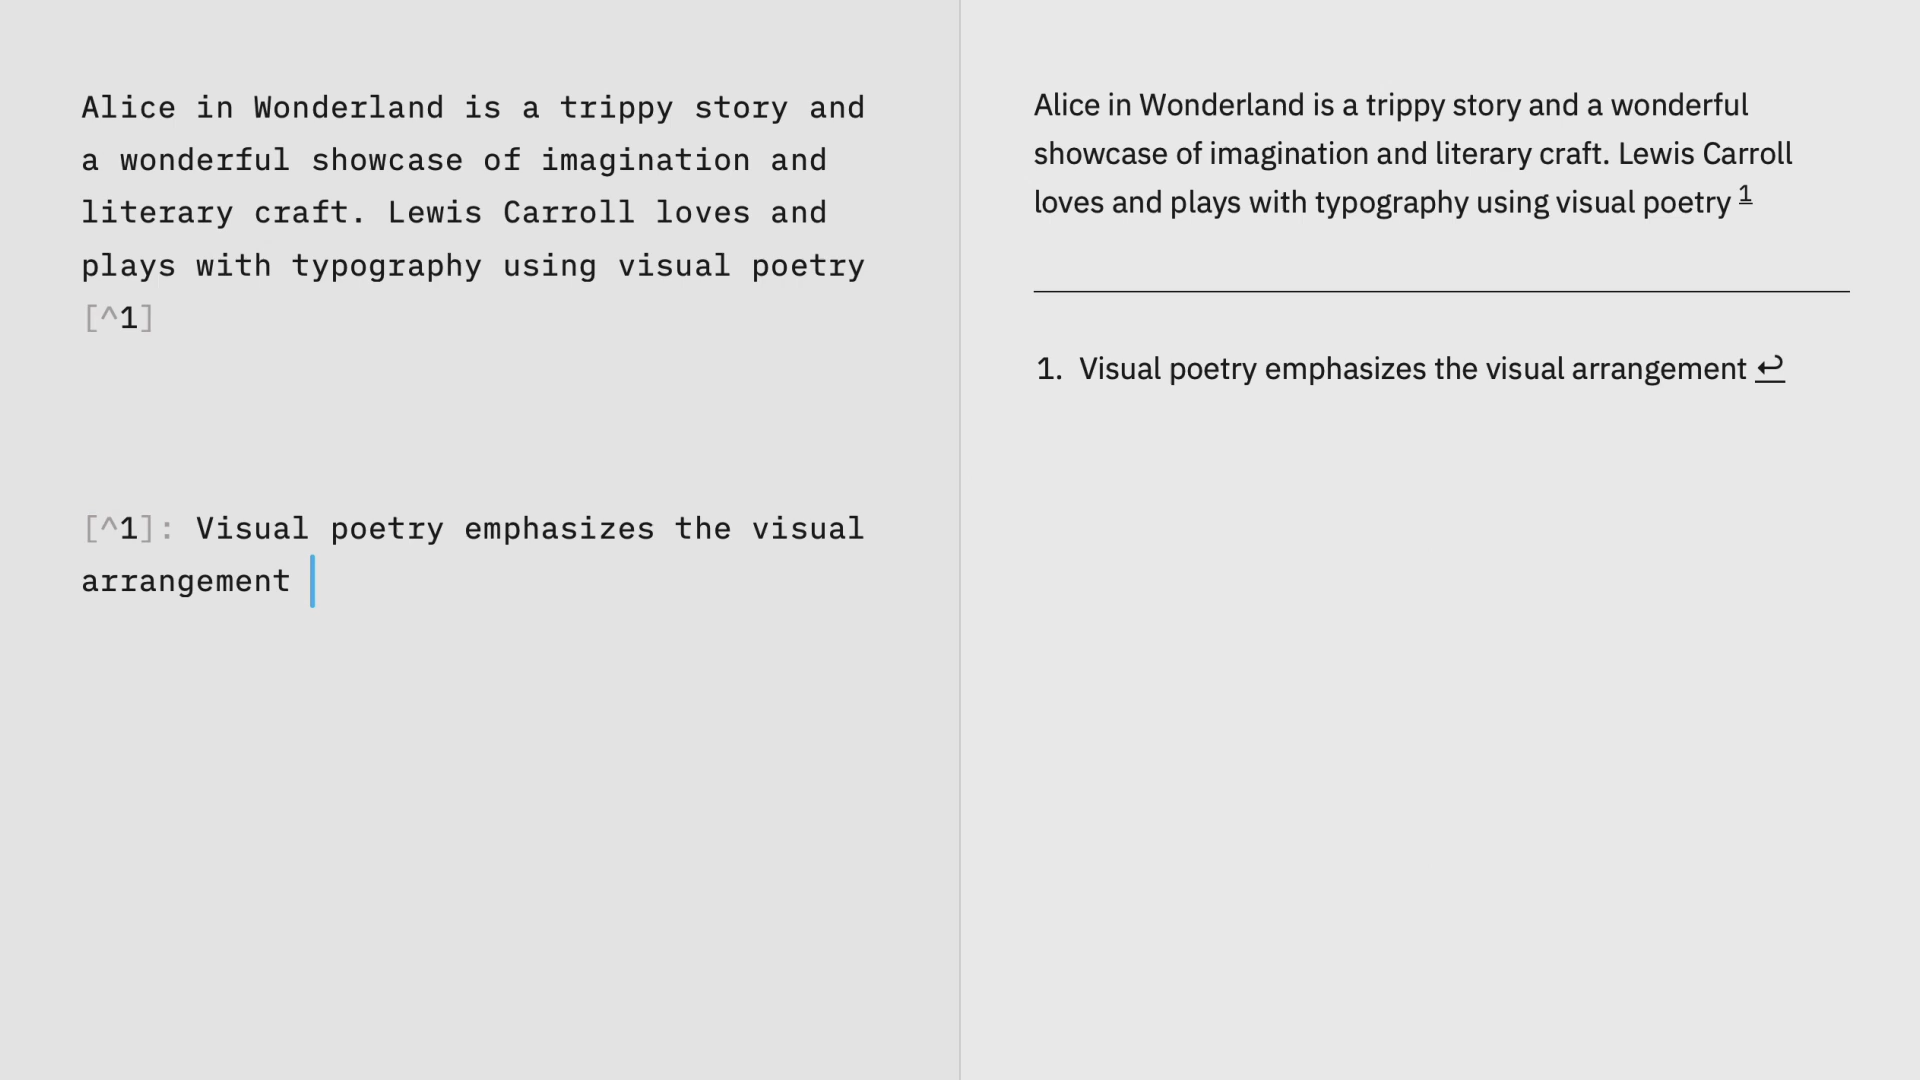 Alice in Wonderland is a trippy story and
a wonderful showcase of imagination and
literary craft. Lewis Carroll loves and
plays with typography using visual poetry
[^1]
[^1]: Visual poetry emphasizes the visual
arrangement
Alice in Wonderland is a trippy story and a wonderful
showcase of imagination and literary craft. Lewis Carroll
loves and plays with typography using visual poetry 1
1. Visual poetry emphasizes the visual arrangement ↩